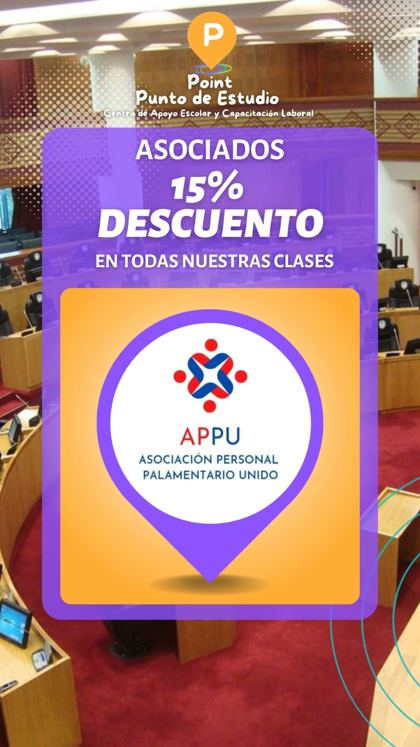 P
Point
Punto de Estudio
Centro de Apoyo Escolar y Capacitación Laboral
ASOCIADOS
15%
DESCUENTO
EN TODAS NUESTRAS CLASES
APPU
ASOCIACIÓN PERSONAL
PALAMENTARIO UNIDO